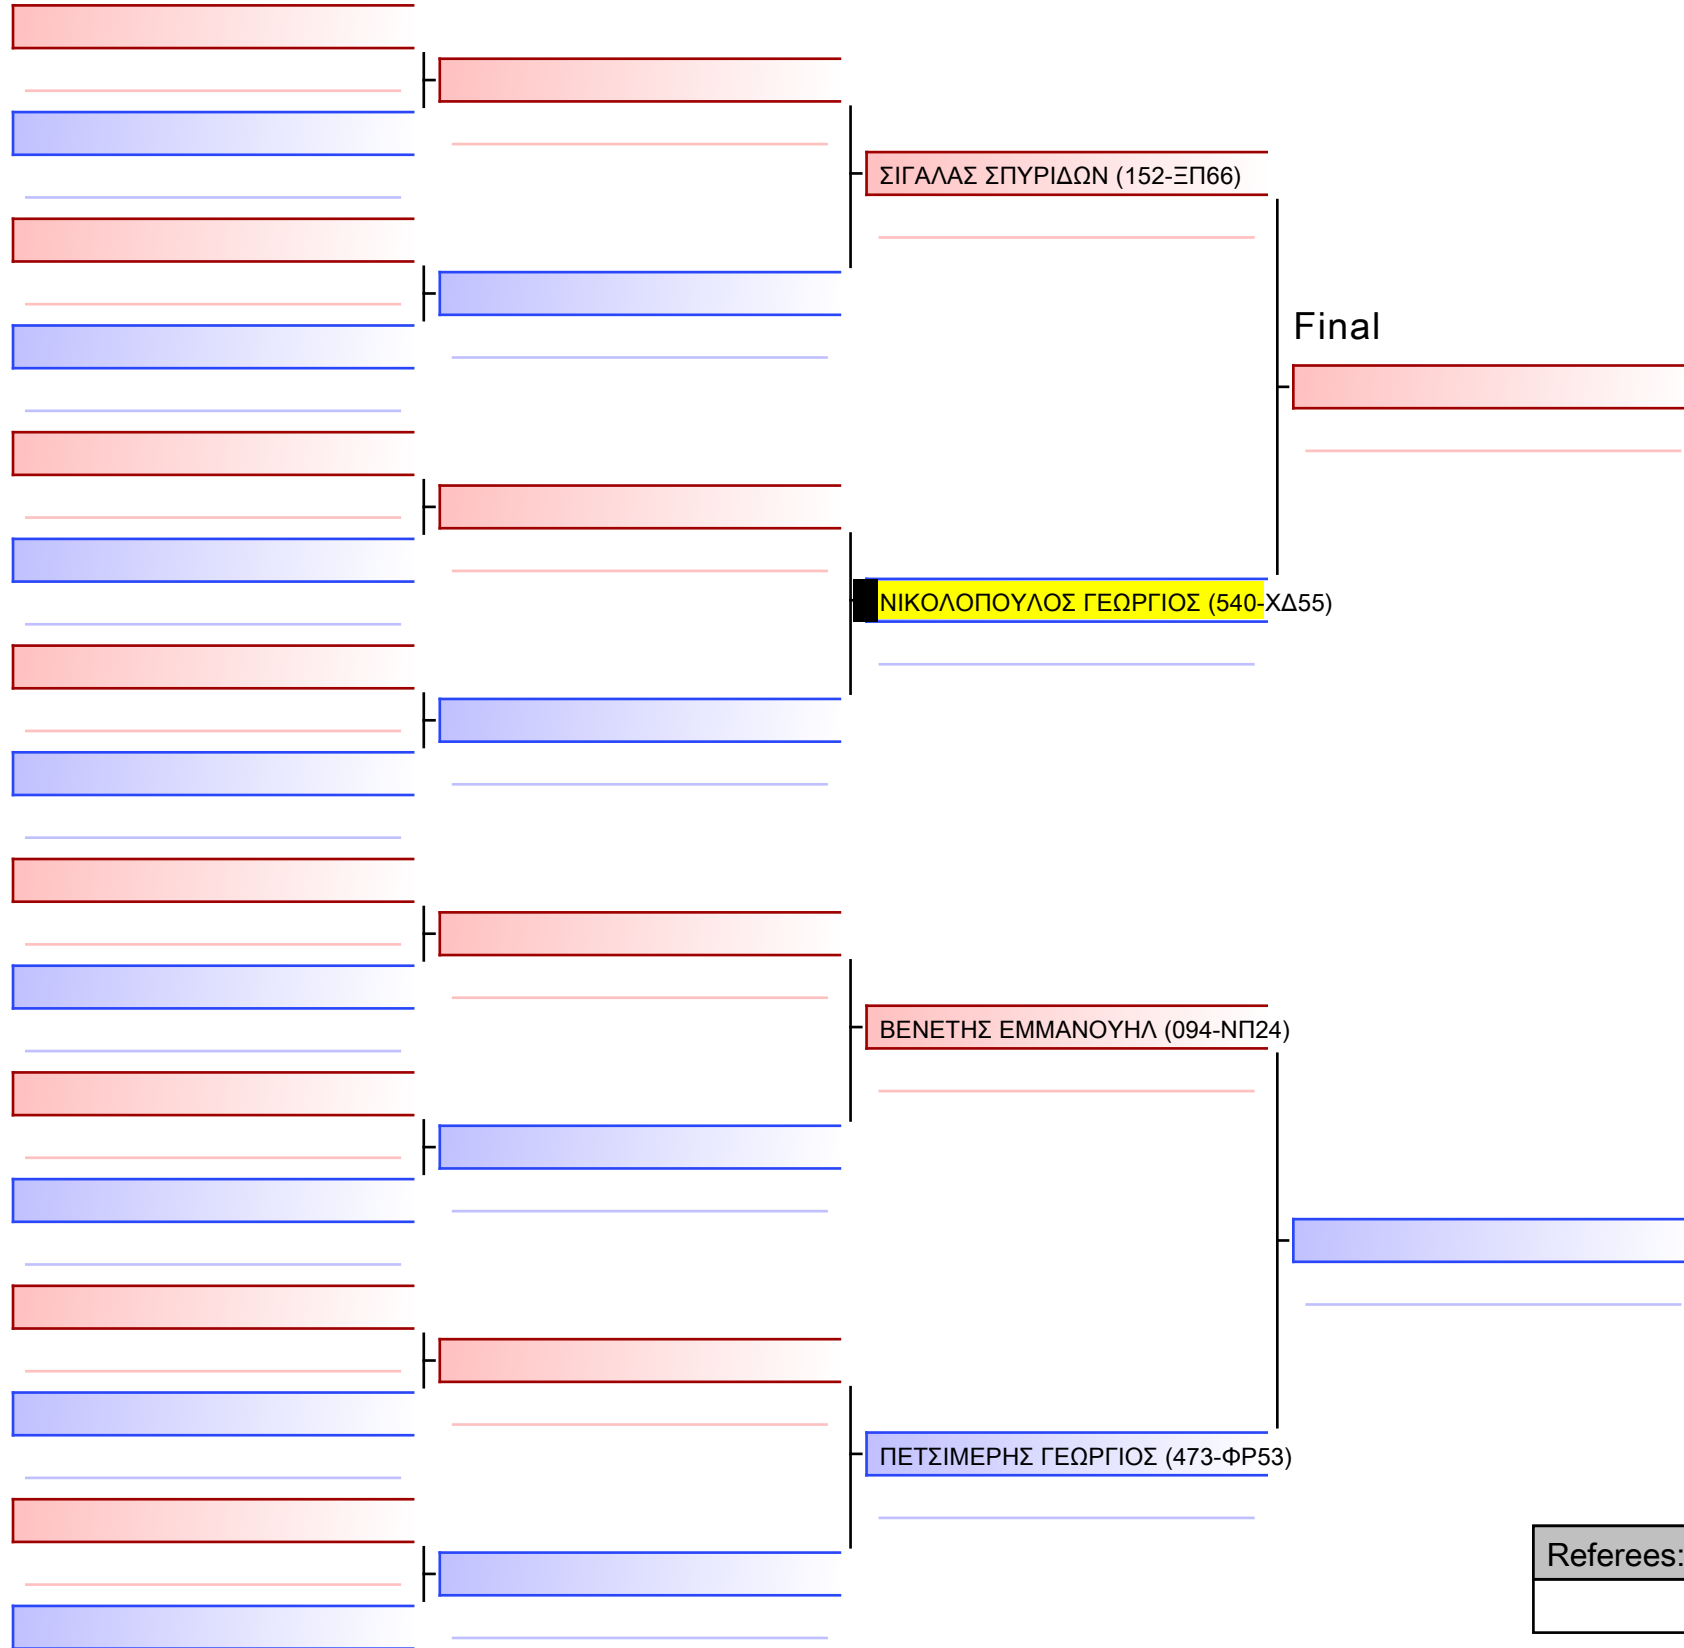 ΣΙΓΑΛΑΣ ΣΠΥΡΙΔΩΝ (152-ΞΠ66)
Final
ΝΙΚΟΛΟΠΟΥΛΟΣ ΓΕΩΡΓΙΟΣ (540-ΧΔ55)
ΒΕΝΕΤΗΣ ΕΜΜΑΝΟΥΗΛ (094-ΝΠ24)
ΠΕΤΣΙΜΕΡΗΣ ΓΕΩΡΓΙΟΣ (473-ΦΡ53)
Referees: